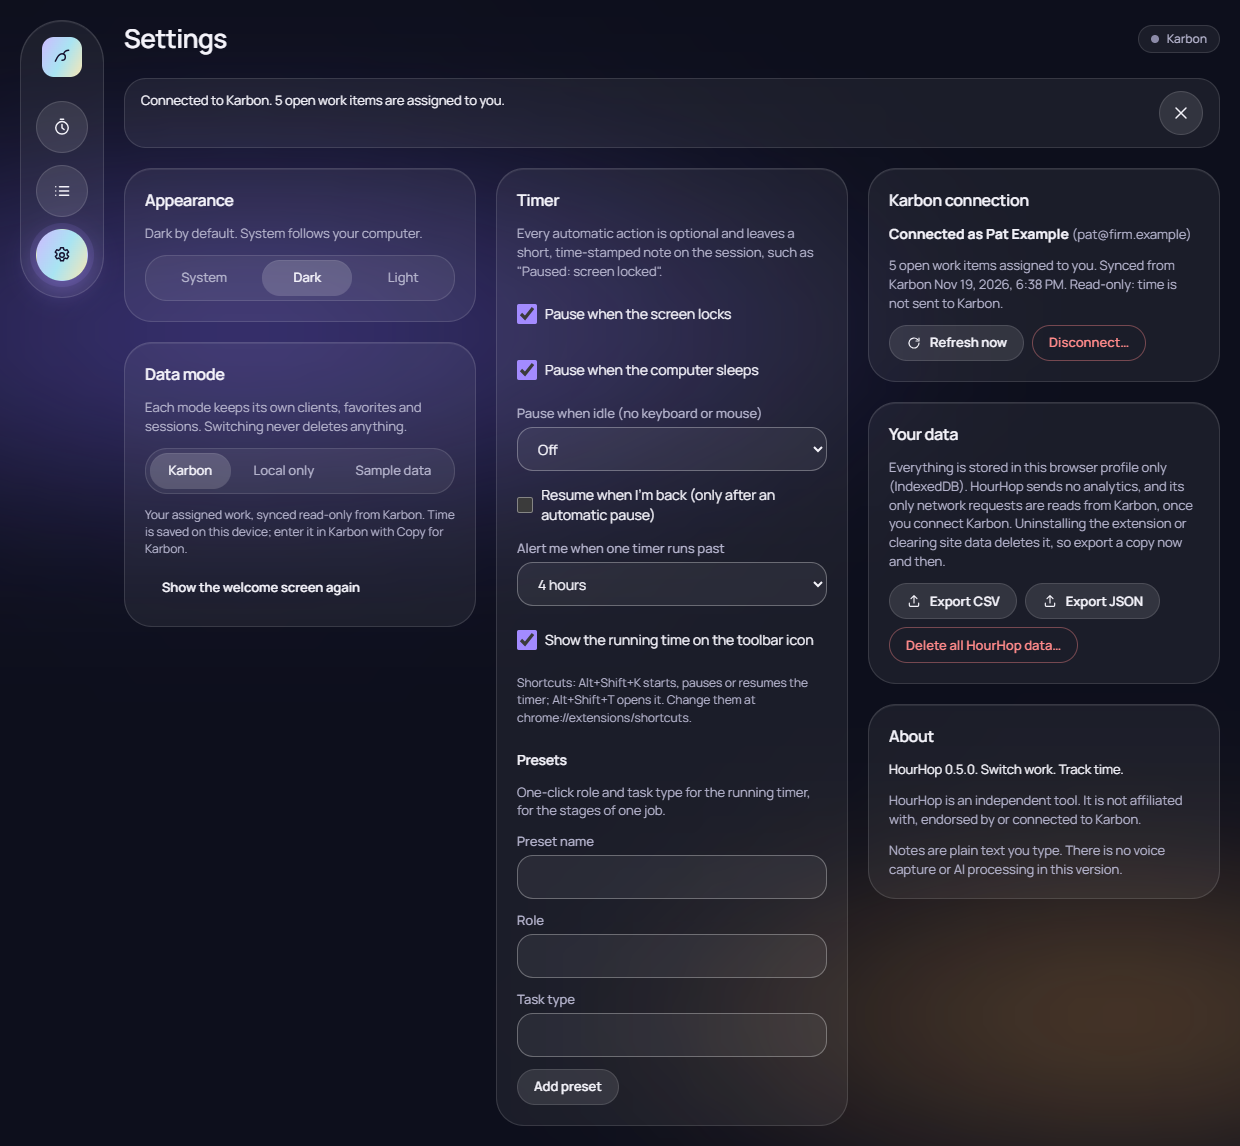 Settings
Karbon
Connected to Karbon. 5 open work items are assigned to you.
Appearance
Dark by default. System follows your computer.
System
Dark
Light
Data mode
Each mode keeps its own clients, favorites and
sessions. Switching never deletes anything.
Karbon
Local only
Sample data
Your assigned work, synced read-only from Karbon. Time
is saved on this device; enter it in Karbon with Copy for
Karbon.
Show the welcome screen again
Timer
Every automatic action is optional and leaves a
short, time-stamped note on the session, such as
"Paused: screen locked".
Pause when the screen locks
Pause when the computer sleeps
Pause when idle (no keyboard or mouse)
Off
Resume when I'm back (only after an
automatic pause)
Alert me when one timer runs past
4 hours
Show the running time on the toolbar icon
Shortcuts: Alt+Shift+K starts, pauses or resumes the
timer; Alt+Shift+T opens it. Change them at
chrome://extensions/shortcuts.
Presets
One-click role and task type for the running timer,
for the stages of one job.
Preset name
Role
Task type
Add preset
Karbon connection
Connected as Pat Example (pat@firm.example)
5 open work items assigned to you. Synced from
Karbon Nov 19, 2026, 6:38 PM. Read-only: time is
not sent to Karbon.
Refresh now
Disconnect…
Your data
Everything is stored in this browser profile only
(IndexedDB). HourHop sends no analytics, and its
only network requests are reads from Karbon, once
you connect Karbon. Uninstalling the extension or
clearing site data deletes it, so export a copy now
and then.
Export CSV
Export JSON
Delete all HourHop data…
About
HourHop 0.5.0. Switch work. Track time.
HourHop is an independent tool. It is not affiliated
with, endorsed by or connected to Karbon.
Notes are plain text you type. There is no voice
capture or AI processing in this version.